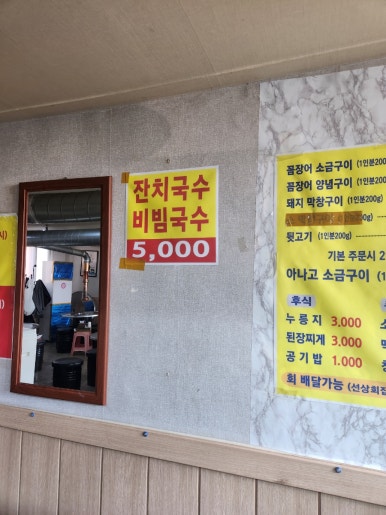 잔치국수
비빔국수
5,000
꼼장어 소금구이 (1인분200
꼼장어 양념구이 (1인분200
돼지 막창구이 (1인분200g)
뒷고기 (1인분200g)
기본 주문시 2
아나고 소금구이 (1
후식
누룽지 3,000
된장찌게 3,000
공기밥 1.000
회 배달가능 (선상회집